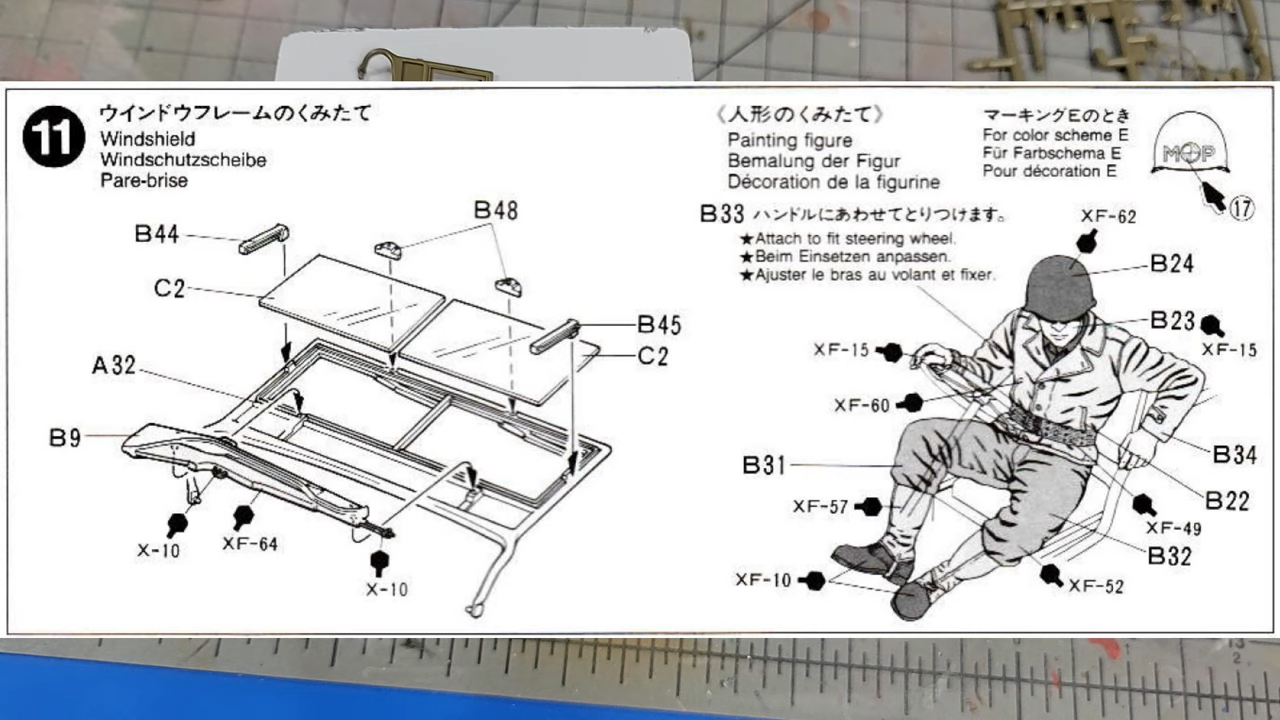 11
ウインドウフレームのくみたて
Windshield
Windschutzscheibe
Pare-brise
B44
B48
C2
B45
C2
A32
B9
X-10
XF-64
X-10
《人形のくみたて》
Painting figure
Bemalung der Figur
Décoration de la figurine
マーキングEのとき
For color scheme E
Für Farbschema E
Pour décoration E
MP
17
B33 ハンドルにあわせてとりつけます。
★Attach to fit steering wheel.
★Beim Einsetzen anpassen.
★Ajuster le bras au volant et fixer.
XF-62
B24
B23
XF-15
XF-15
XF-60
B31
B34
XF-57
B22
XF-49
B32
XF-10
XF-52
13
2